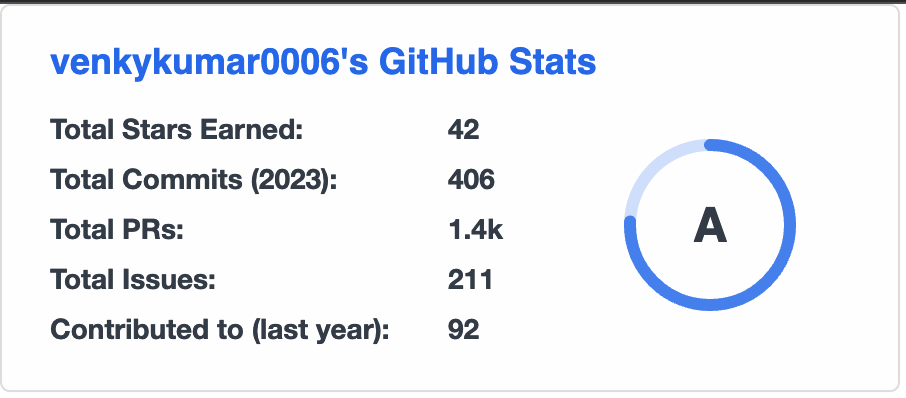 venkykumar0006's GitHub Stats
Total Stars Earned: 42
Total Commits (2023): 406
Total PRs: 1.4k
Total Issues: 211
Contributed to (last year): 92
A